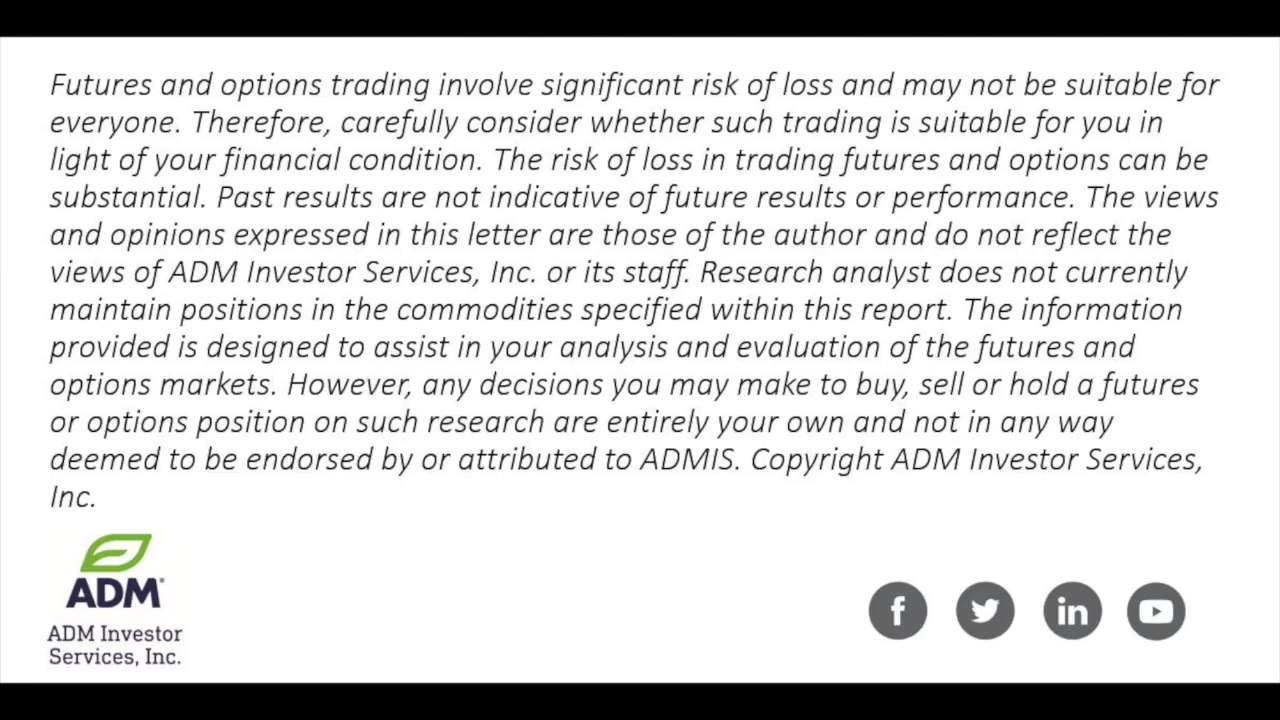 Futures and options trading involve significant risk of loss and may not be suitable for
everyone. Therefore, carefully consider whether such trading is suitable for you in
light of your financial condition. The risk of loss in trading futures and options can be
substantial. Past results are not indicative of future results or performance. The views
and opinions expressed in this letter are those of the author and do not reflect the
views of ADM Investor Services, Inc. or its staff. Research analyst does not currently
maintain positions in the commodities specified within this report. The information
provided is designed to assist in your analysis and evaluation of the futures and
options markets. However, any decisions you may make to buy, sell or hold a futures
or options position on such research are entirely your own and not in any way
deemed to be endorsed by or attributed to ADMIS. Copyright ADM Investor Services,
Inc.
ADM®
ADM Investor
Services, Inc.
f
in